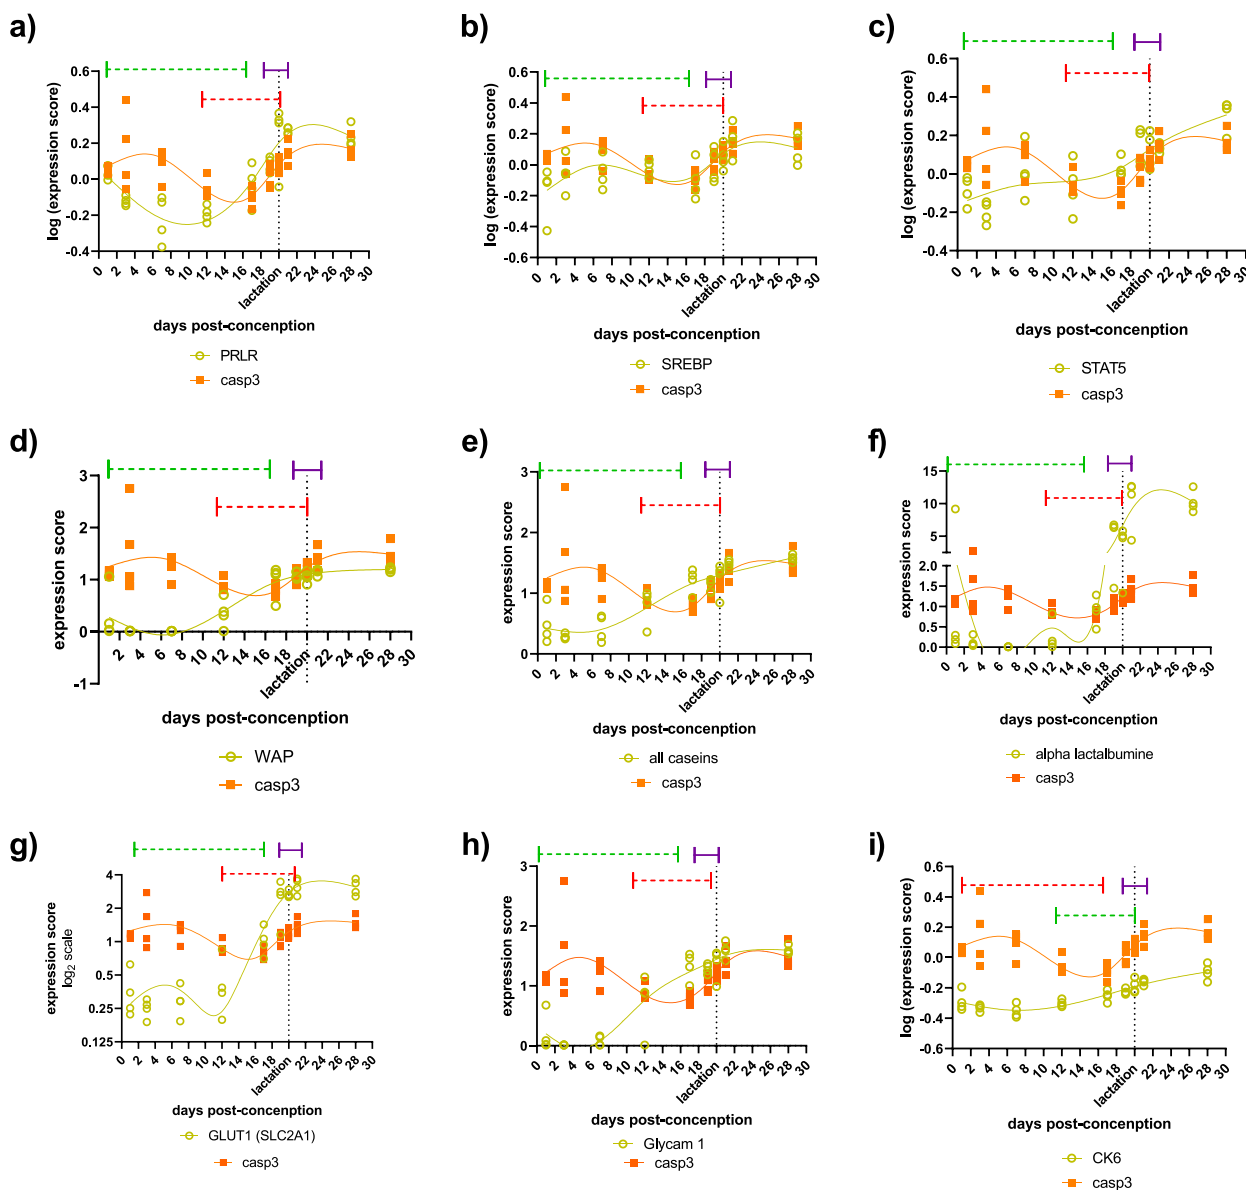 a)
log (expression score)
0.6
0.4
0.2
0.0
-0.2
-0.4
0 2 4 6 8 10 12 14 16 18 lactation 22 24 26 28 30
days post-concenption
PRLR
casp3
b)
log (expression score)
0.6
0.4
0.2
0.0
-0.2
-0.4
-0.6
0 2 4 6 8 10 12 14 16 18 lactation 22 24 26 28 30
days post-concenption
SREBP
casp3
c)
log (expression score)
0.6
0.4
0.2
0.0
-0.2
-0.4
0 2 4 6 8 10 12 14 16 18 lactation 22 24 26 28 30
days post-concenption
STAT5
casp3
d)
expression score
3
2
1
0
-1
2 4 6 8 10 12 14 16 18 lactation 22 24 26 28 30
days post-concenption
WAP
casp3
e)
expression score
3
2
1
0
0 2 4 6 8 10 12 14 16 18 lactation 22 24 26 28 30
days post-concenption
all caseins
casp3
f)
expression score
15
10
5
2.0
1.5
1.0
0.5
0.0
0 2 4 6 8 10 12 14 16 18 lactation 22 24 26 28 30
days post-concenption
alpha lactalbumine
casp3
g)
expression score
log2 scale
4
2
1
0.5
0.25
0.125
0 2 4 6 8 10 12 14 16 18 lactation 22 24 26 28 30
days post-concenption
GLUT1 (SLC2A1)
casp3
h)
expression score
3
2
1
0
0 2 4 6 8 10 12 14 16 18 lactation 22 24 26 28 30
days post-concenption
Glycam 1
casp3
i)
log (expression score)
0.6
0.4
0.2
0.0
-0.2
-0.4
-0.6
0 2 4 6 8 10 12 14 16 18 lactation 22 24 26 28 30
days post-concenption
CK6
casp3